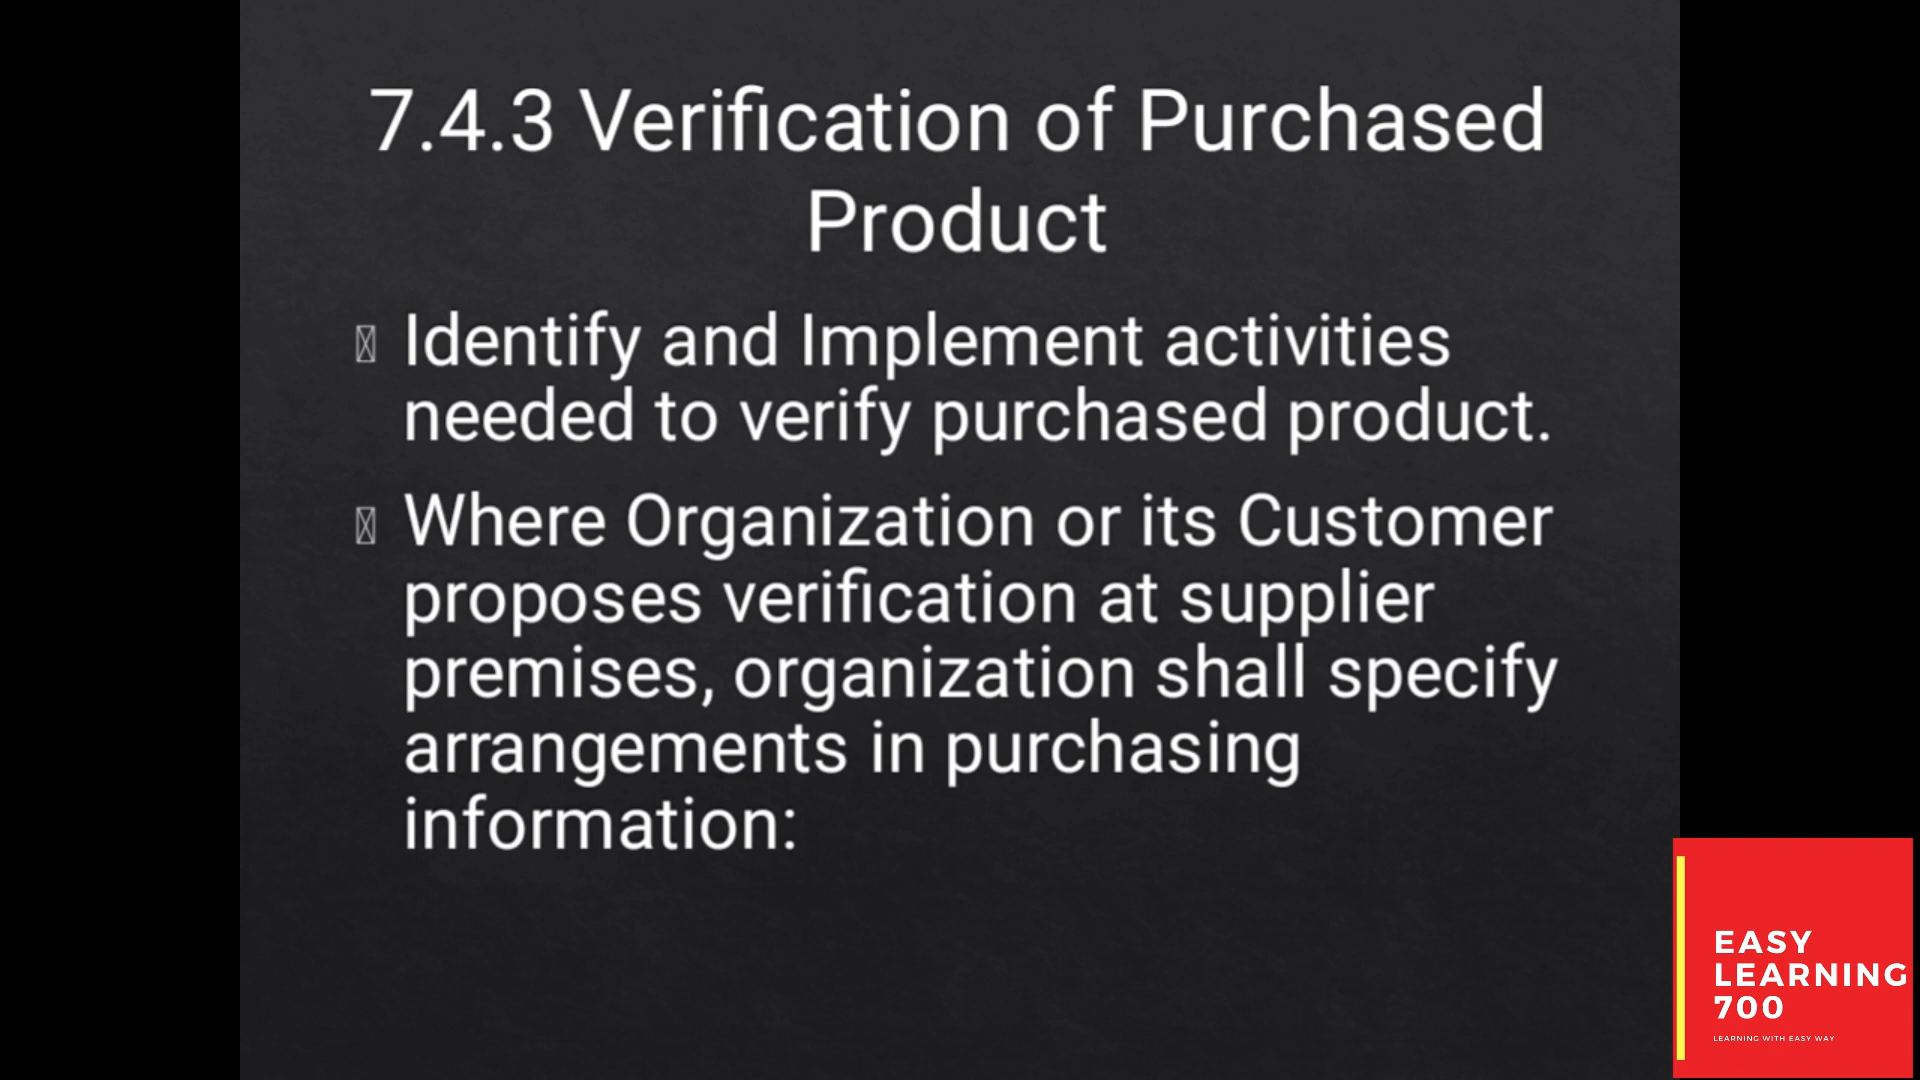 7.4.3 Verification of Purchased
Product
Identify and Implement activities
needed to verify purchased product.
Where Organization or its Customer
proposes verification at supplier
premises, organization shall specify
arrangements in purchasing
information:
EASY
LEARNING
700
LEARNING WITH EASY WAY